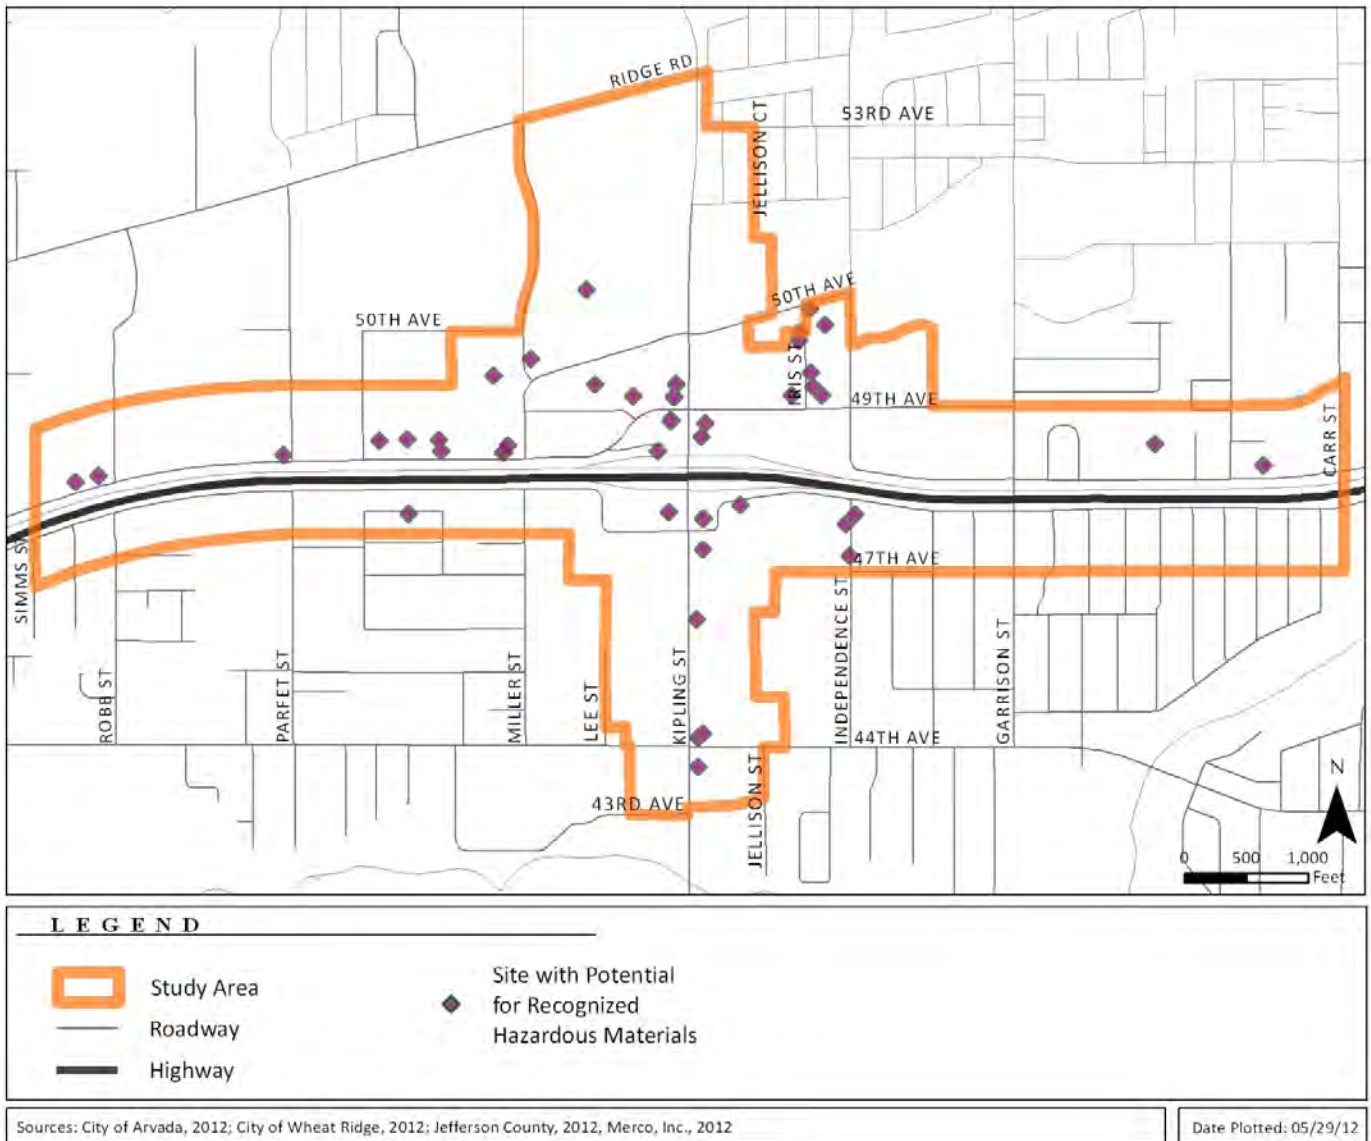 RIDGE RD
53RD AVE
JELLISON CT
50TH AVE
50TH AVE
IRIS ST
49TH AVE
CARR ST
SIMMS ST
47TH AVE
ROBB ST
PARFET ST
MILLER ST
LEE ST
KIPLING ST
INDEPENDENCE ST
GARRISON ST
44TH AVE
43RD AVE
JELLISON ST
N
0 500 1,000
Feet
LEGEND
Study Area
Roadway
Highway
Site with Potential
for Recognized
Hazardous Materials
Sources: City of Arvada, 2012; City of Wheat Ridge, 2012; Jefferson County, 2012, Merco, Inc., 2012
Date Plotted: 05/29/12